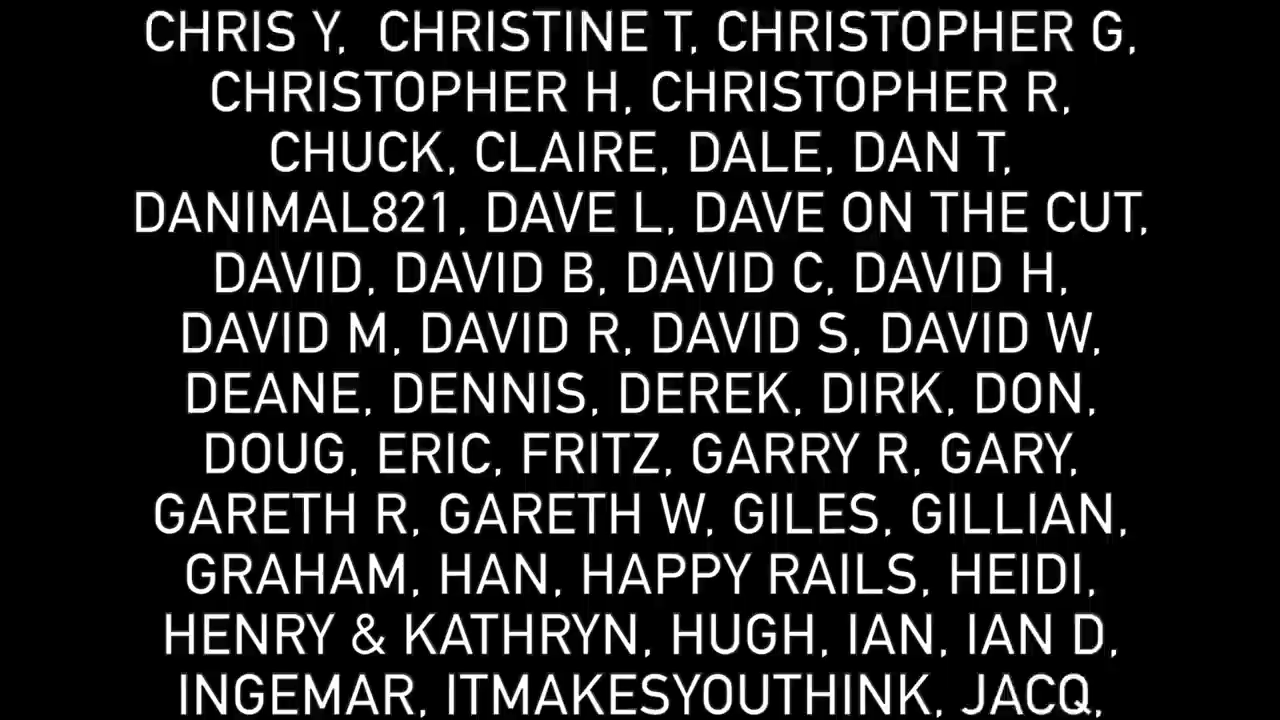 CHRIS Y,  CHRISTINE T, CHRISTOPHER G,
CHRISTOPHER H, CHRISTOPHER R,
CHUCK, CLAIRE, DALE, DAN T,
DANIMAL821, DAVE L, DAVE ON THE CUT,
DAVID, DAVID B, DAVID C, DAVID H,
DAVID M, DAVID R, DAVID S, DAVID W,
DEANE, DENNIS, DEREK, DIRK, DON,
DOUG, ERIC, FRITZ, GARRY R, GARY,
GARETH R, GARETH W, GILES, GILLIAN,
GRAHAM, HAN, HAPPY RAILS, HEIDI,
HENRY & KATHRYN, HUGH, IAN, IAN D,
INGEMAR, ITMAKESYOUTHINK, JACQ,